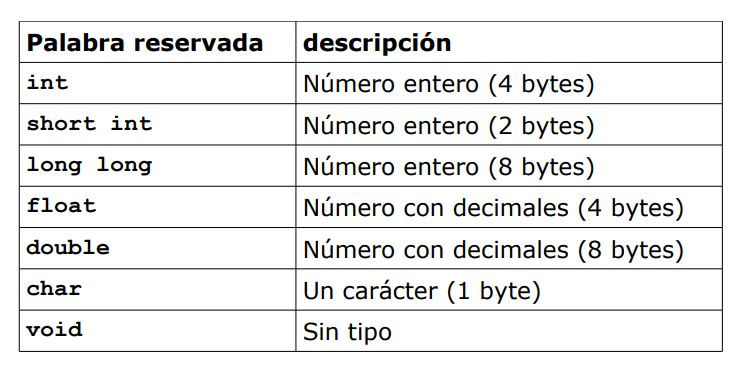 Palabra reservada descripción
int Número entero (4 bytes)
short int Número entero (2 bytes)
long long Número entero (8 bytes)
float Número con decimales (4 bytes)
double Número con decimales (8 bytes)
char Un carácter (1 byte)
void Sin tipo